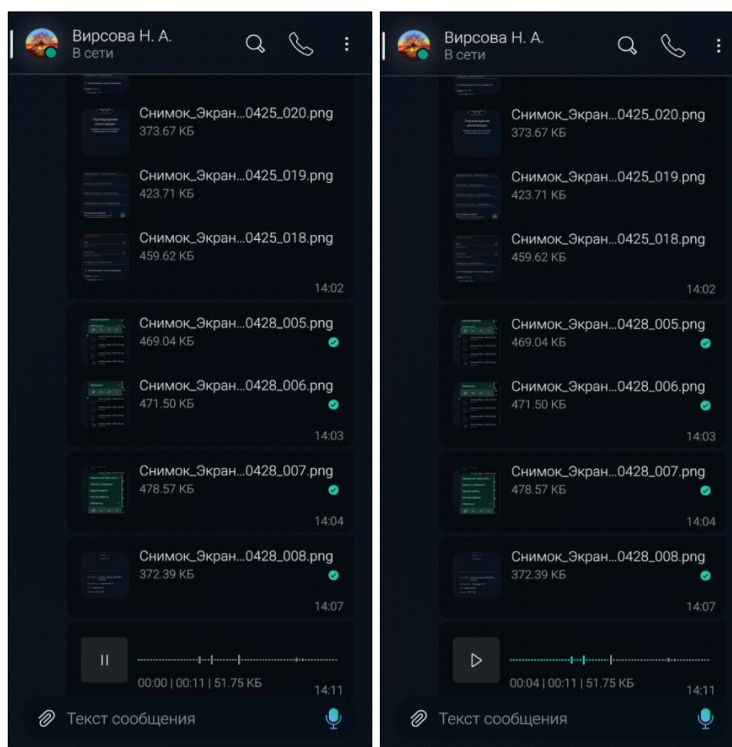 Вирсова Н. А.
В сети
Снимок_Экран...0425_020.png
373.67 КБ
Снимок_Экран...0425_019.png
423.71 КБ
Снимок_Экран...0425_018.png
459.62 КБ
14:02
Снимок_Экран...0428_005.png
469.04 КБ
Снимок_Экран...0428_006.png
471.50 КБ
14:03
Снимок_Экран...0428_007.png
478.57 КБ
14:04
Снимок_Экран...0428_008.png
372.39 КБ
14:07
00:00 | 00:11 | 51.75 КБ
14:11
Текст сообщения
Вирсова Н. А.
В сети
Снимок_Экран...0425_020.png
373.67 КБ
Снимок_Экран...0425_019.png
423.71 КБ
Снимок_Экран...0425_018.png
459.62 КБ
14:02
Снимок_Экран...0428_005.png
469.04 КБ
Снимок_Экран...0428_006.png
471.50 КБ
14:03
Снимок_Экран...0428_007.png
478.57 КБ
14:04
Снимок_Экран...0428_008.png
372.39 КБ
14:07
00:04 | 00:11 | 51.75 КБ
14:11
Текст сообщения